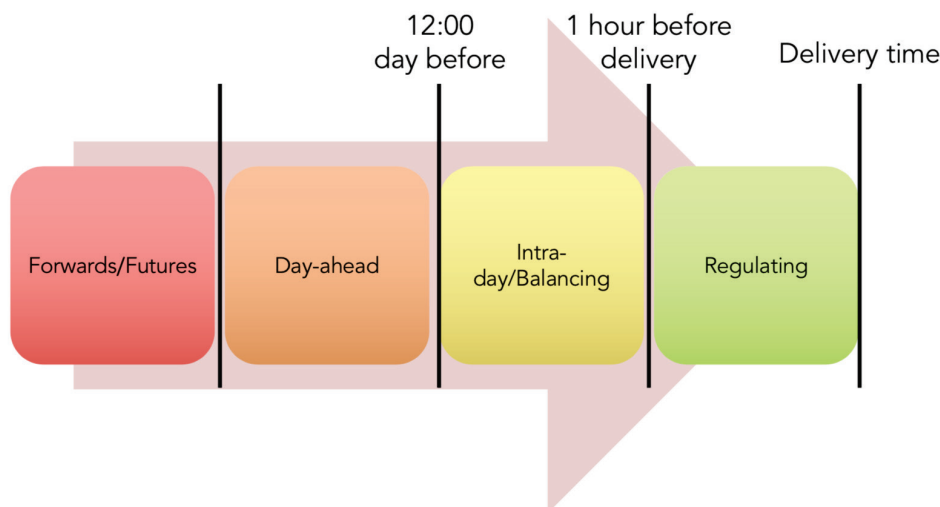 12:00
day before
1 hour before
delivery
Delivery time
Forwards/Futures
Day-ahead
Intra-
day/Balancing
Regulating